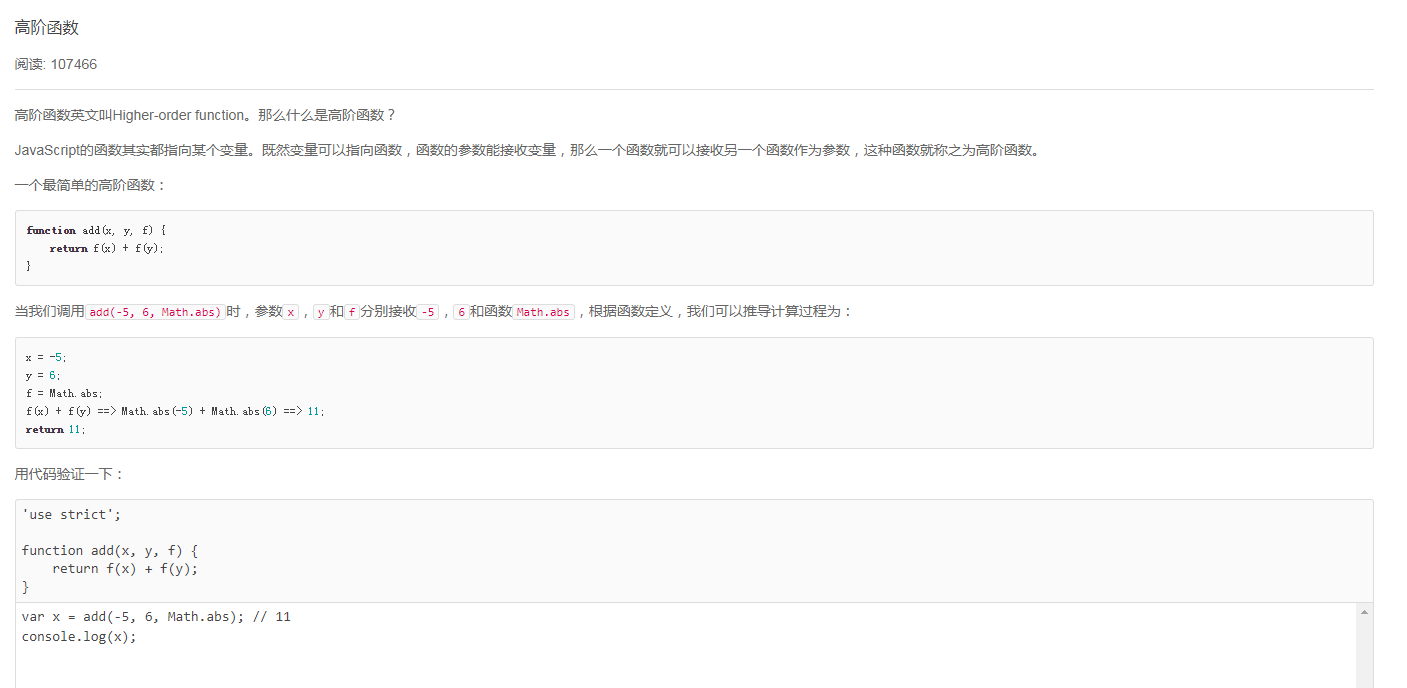 高阶函数
阅读: 107466
高阶函数英文叫Higher-order function。那么什么是高阶函数？
JavaScript的函数其实都指向某个变量。既然变量可以指向函数，函数的参数能接收变量，那么一个函数就可以接收另一个函数作为参数，这种函数就称之为高阶函数。
一个最简单的高阶函数：
function add(x, y, f) {
    return f(x) + f(y);
}
当我们调用add(-5, 6, Math.abs)时，参数x，y和f分别接收-5，6和函数Math.abs，根据函数定义，我们可以推导计算过程为：
x = -5;
y = 6;
f = Math.abs;
f(x) + f(y) ==> Math.abs(-5) + Math.abs(6) ==> 11;
return 11;
用代码验证一下：
'use strict';
function add(x, y, f) {
    return f(x) + f(y);
}
var x = add(-5, 6, Math.abs); // 11
console.log(x);